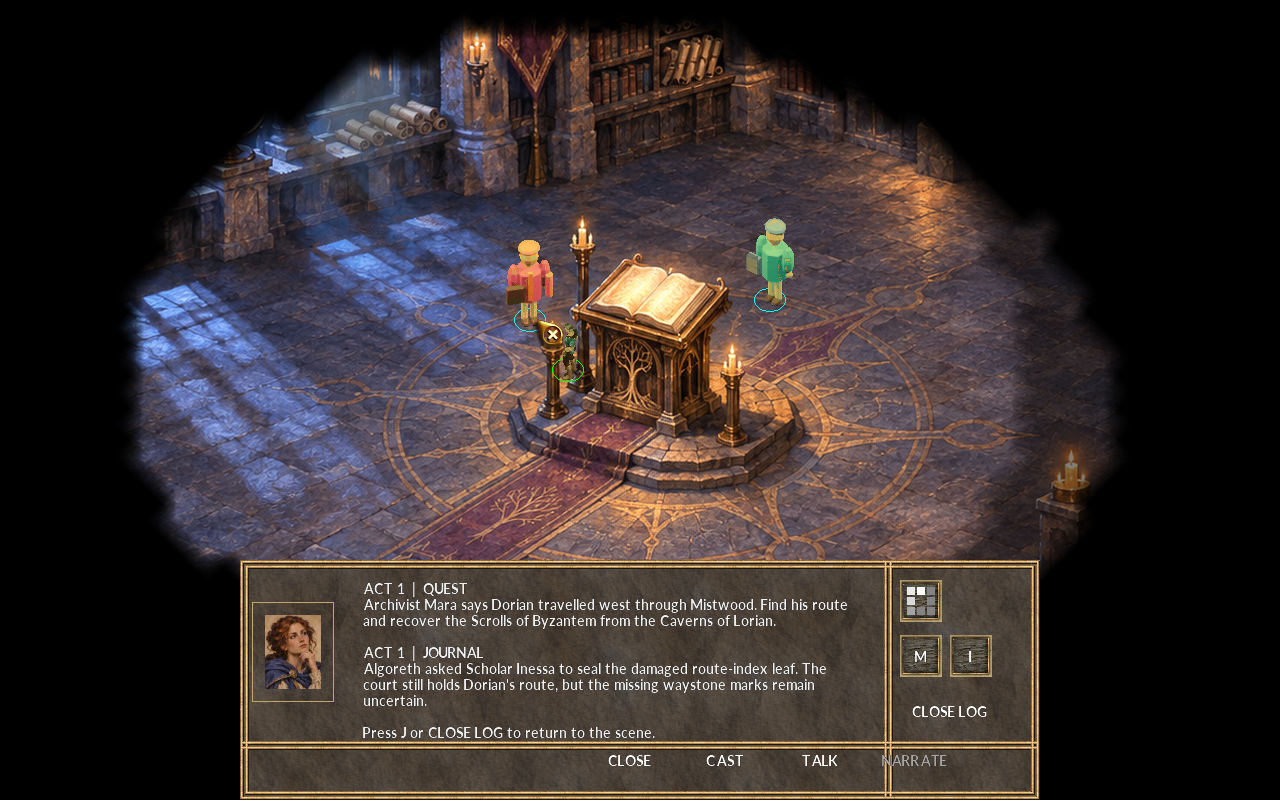 ACT 1 | QUEST
Archivist Mara says Dorian travelled west through Mistwood. Find his route
and recover the Scrolls of Byzantem from the Caverns of Lorian.
ACT 1 | JOURNAL
Algoreth asked Scholar Inessa to seal the damaged route-index leaf. The
court still holds Dorian's route, but the missing waystone marks remain
uncertain.
Press J or CLOSE LOG to return to the scene.
M I
CLOSE LOG
CLOSE CAST TALK NARRATE